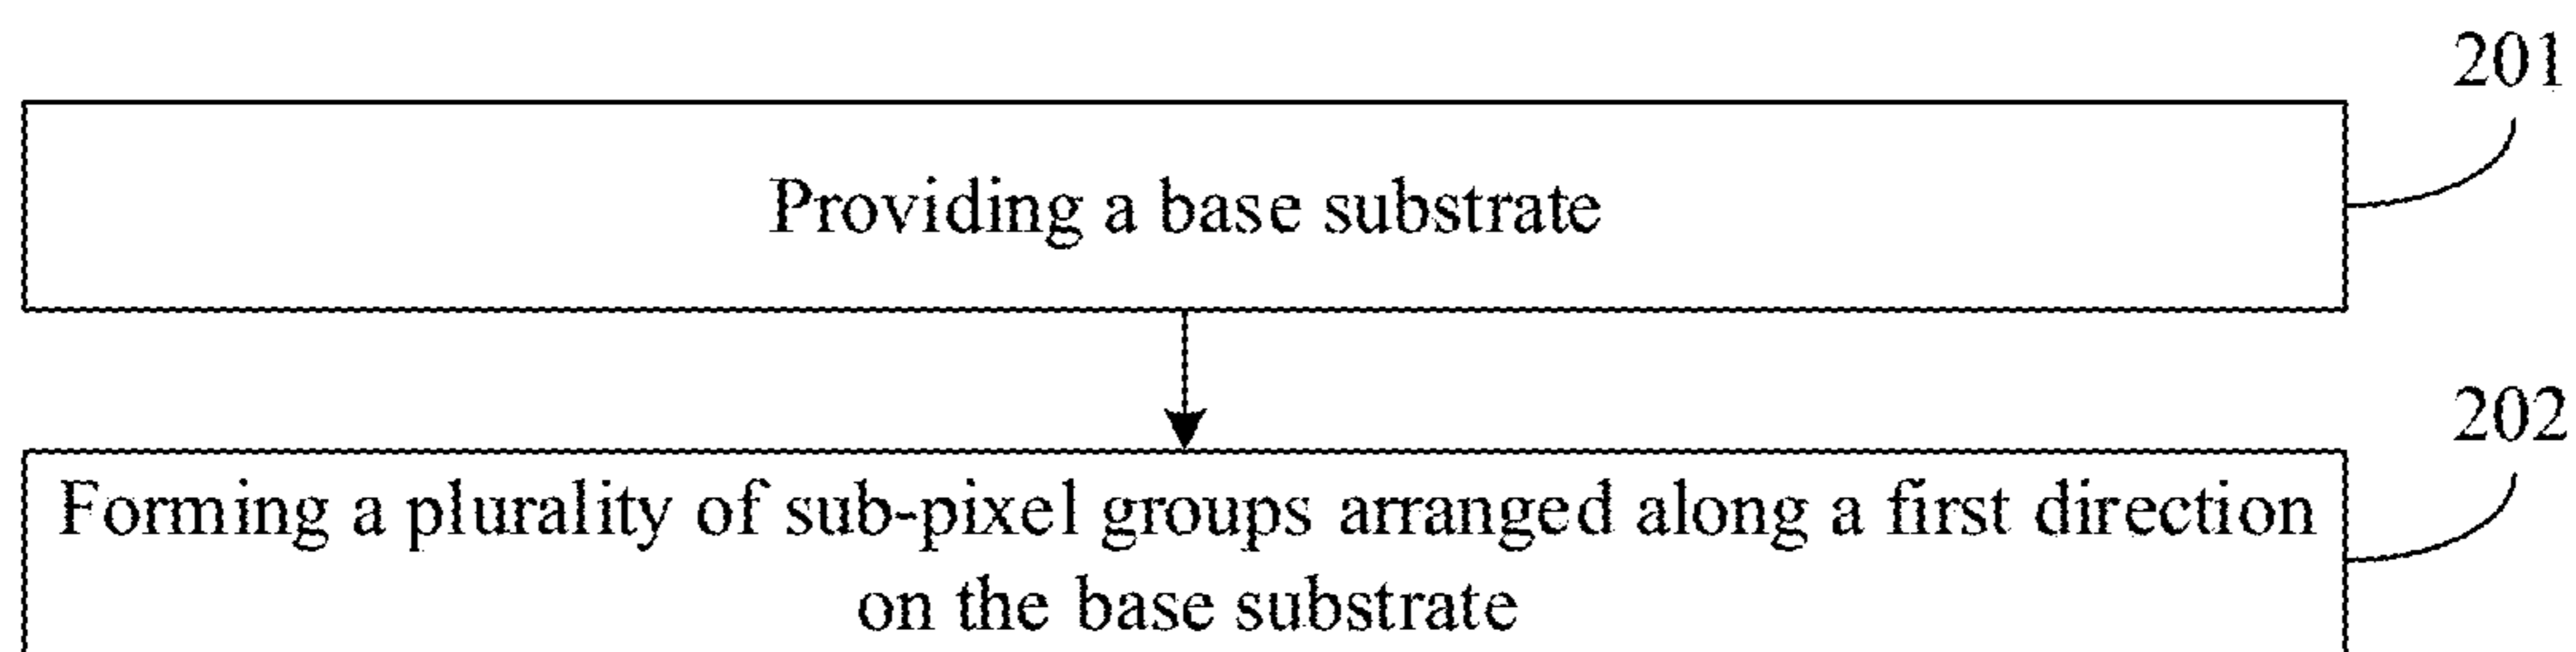 201
Providing a base substrate
202
Forming a plurality of sub-pixel groups arranged along a first direction
on the base substrate